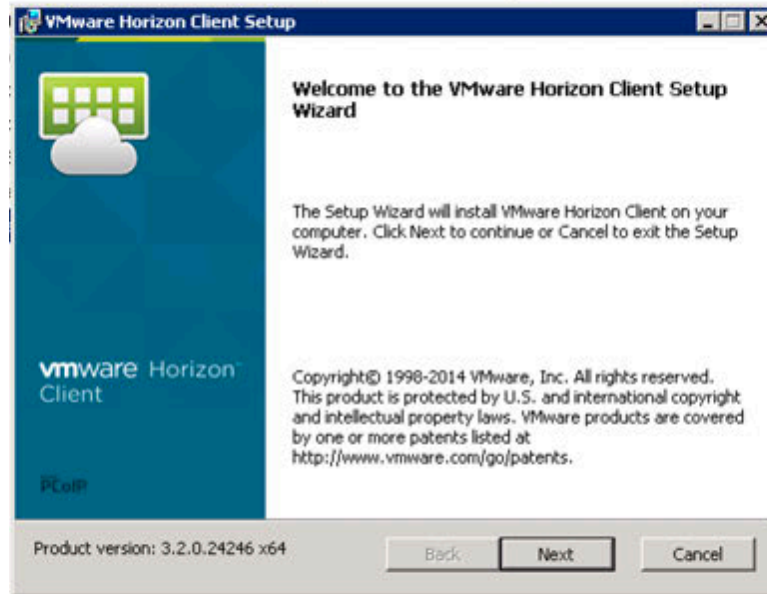 VMware Horizon Client Setup
Welcome to the VMware Horizon Client Setup
Wizard
The Setup Wizard will install VMware Horizon Client on your
computer. Click Next to continue or Cancel to exit the Setup
Wizard.
vmware Horizon™
Client
Copyright© 1998-2014 VMware, Inc. All rights reserved.
This product is protected by U.S. and international copyright
and intellectual property laws. VMware products are covered
by one or more patents listed at
http://www.vmware.com/go/patents.
PCoIP
Product version: 3.2.0.24246 x64
Back
Next
Cancel